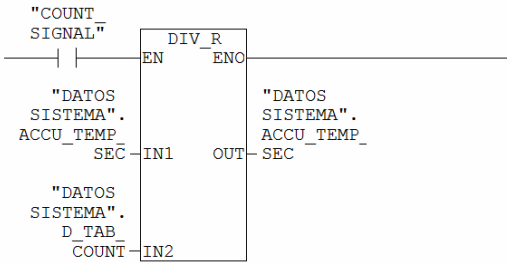 "COUNT_
SIGNAL"
DIV_R
EN ENO
"DATOS
SISTEMA".
ACCU_TEMP_
SEC IN1
"DATOS
SISTEMA".
ACCU_TEMP_
OUT SEC
"DATOS
SISTEMA".
D_TAB_
COUNT IN2